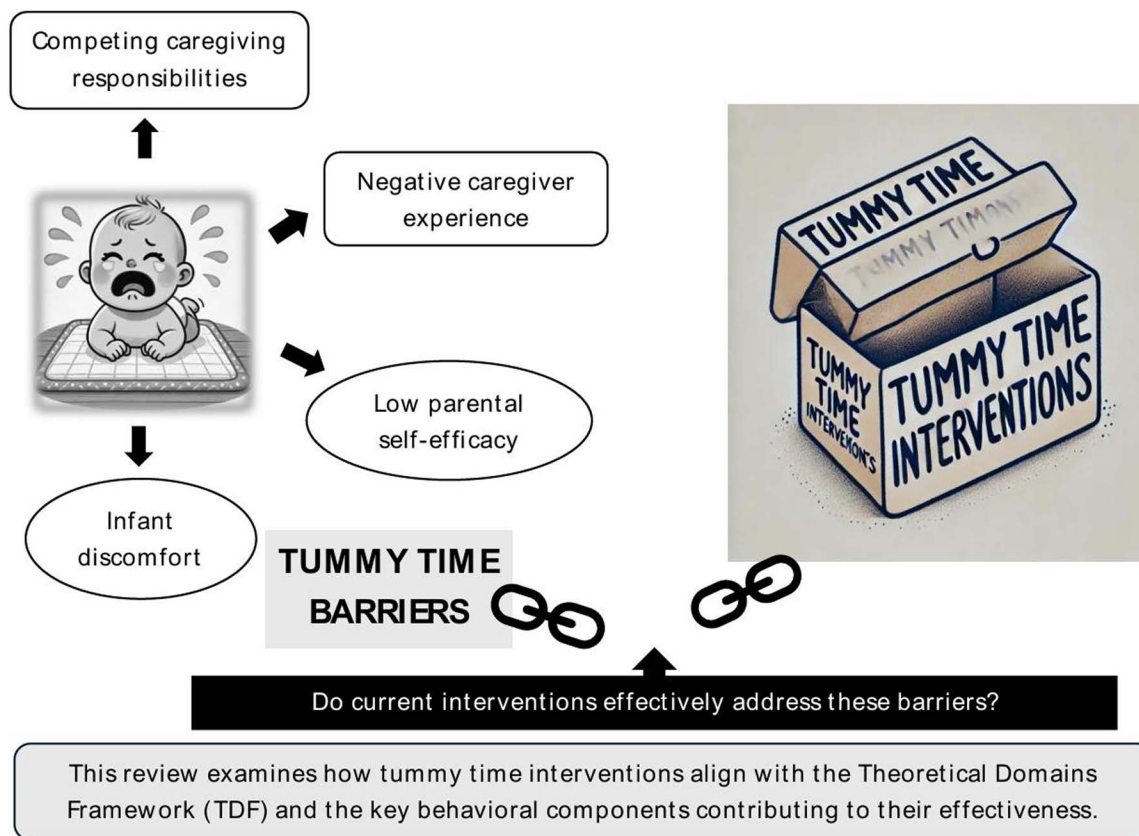 Competing caregiving
responsibilities
Negative caregiver
experience
Low parental
self-efficacy
Infant
discomfort
TUMMY TIME
BARRIERS
TUMMY TIME
TUMMY TIMONS
TUMMY
TIME
TUMMY TIME
INTERVENTIONS
Do current interventions effectively address these barriers?
This review examines how tummy time interventions align with the Theoretical Domains
Framework (TDF) and the key behavioral components contributing to their effectiveness.